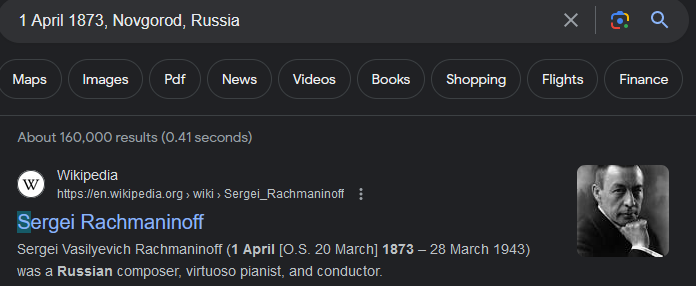 1 April 1873, Novgorod, Russia
Maps Images Pdf News Videos Books Shopping Flights Finance
About 160,000 results (0.41 seconds)
W
Wikipedia
https://en.wikipedia.org › wiki › Sergei_Rachmaninoff
Sergei Rachmaninoff
Sergei Vasilyevich Rachmaninoff (1 April [O.S. 20 March] 1873 – 28 March 1943)
was a Russian composer, virtuoso pianist, and conductor.